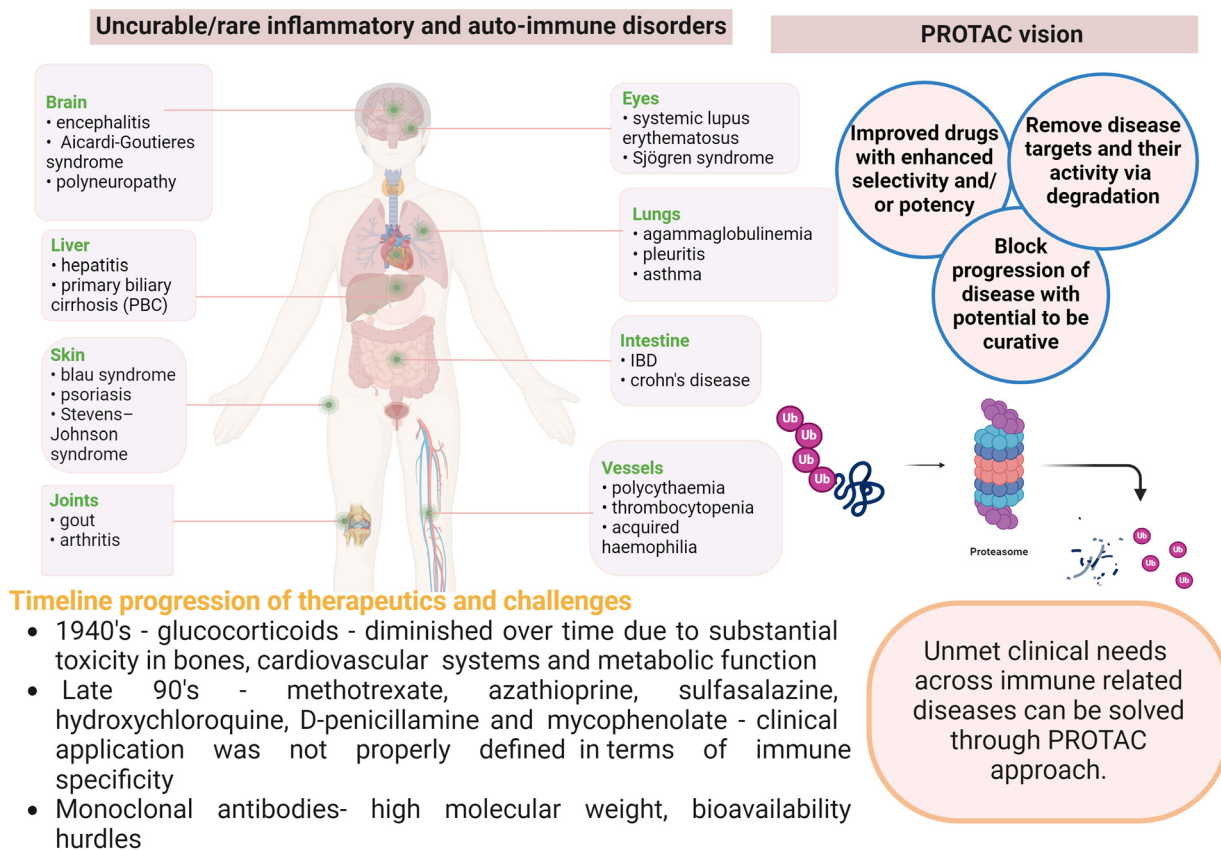 Uncurable/rare inflammatory and auto-immune disorders
Brain
• encephilitis
• Aicardi-Goutieres
syndrome
• polyneuropathy
Liver
• hepatitis
• primary biliary
cirrhosis (PBC)
Skin
• blau syndrome
• psoriasis
• Stevens–
Johnson
syndrome
Joints
• gout
• arthritis
Eyes
• systemic lupus
erythematosus
• Sjögren syndrome
Lungs
• agammaglobulinemia
• pleuritis
• asthma
Intestine
• IBD
• crohn's disease
Vessels
• polycythaemia
• thrombocytopenia
• acquired
haemophilia
PROTAC vision
Improved drugs
with enhanced
selectivity and/
or potency
Remove disease
targets and their
activity via
degradation
Block
progression of
disease with
potential to be
curative
Ub
Ub
Ub
Ub
Proteasome
Ub
Ub
Ub
Ub
Timeline progression of therapeutics and challenges
• 1940's - glucocorticoids - diminished over time due to substantial
toxicity in bones, cardiovascular systems and metabolic function
• Late 90's - methotrexate, azathioprine, sulfasalazine,
hydroxychloroquine, D-penicillamine and mycophenolate - clinical
application was not properly defined in terms of immune
specificity
• Monoclonal antibodies- high molecular weight, bioavailability
hurdles
Unmet clinical needs
across immune related
diseases can be solved
through PROTAC
approach.